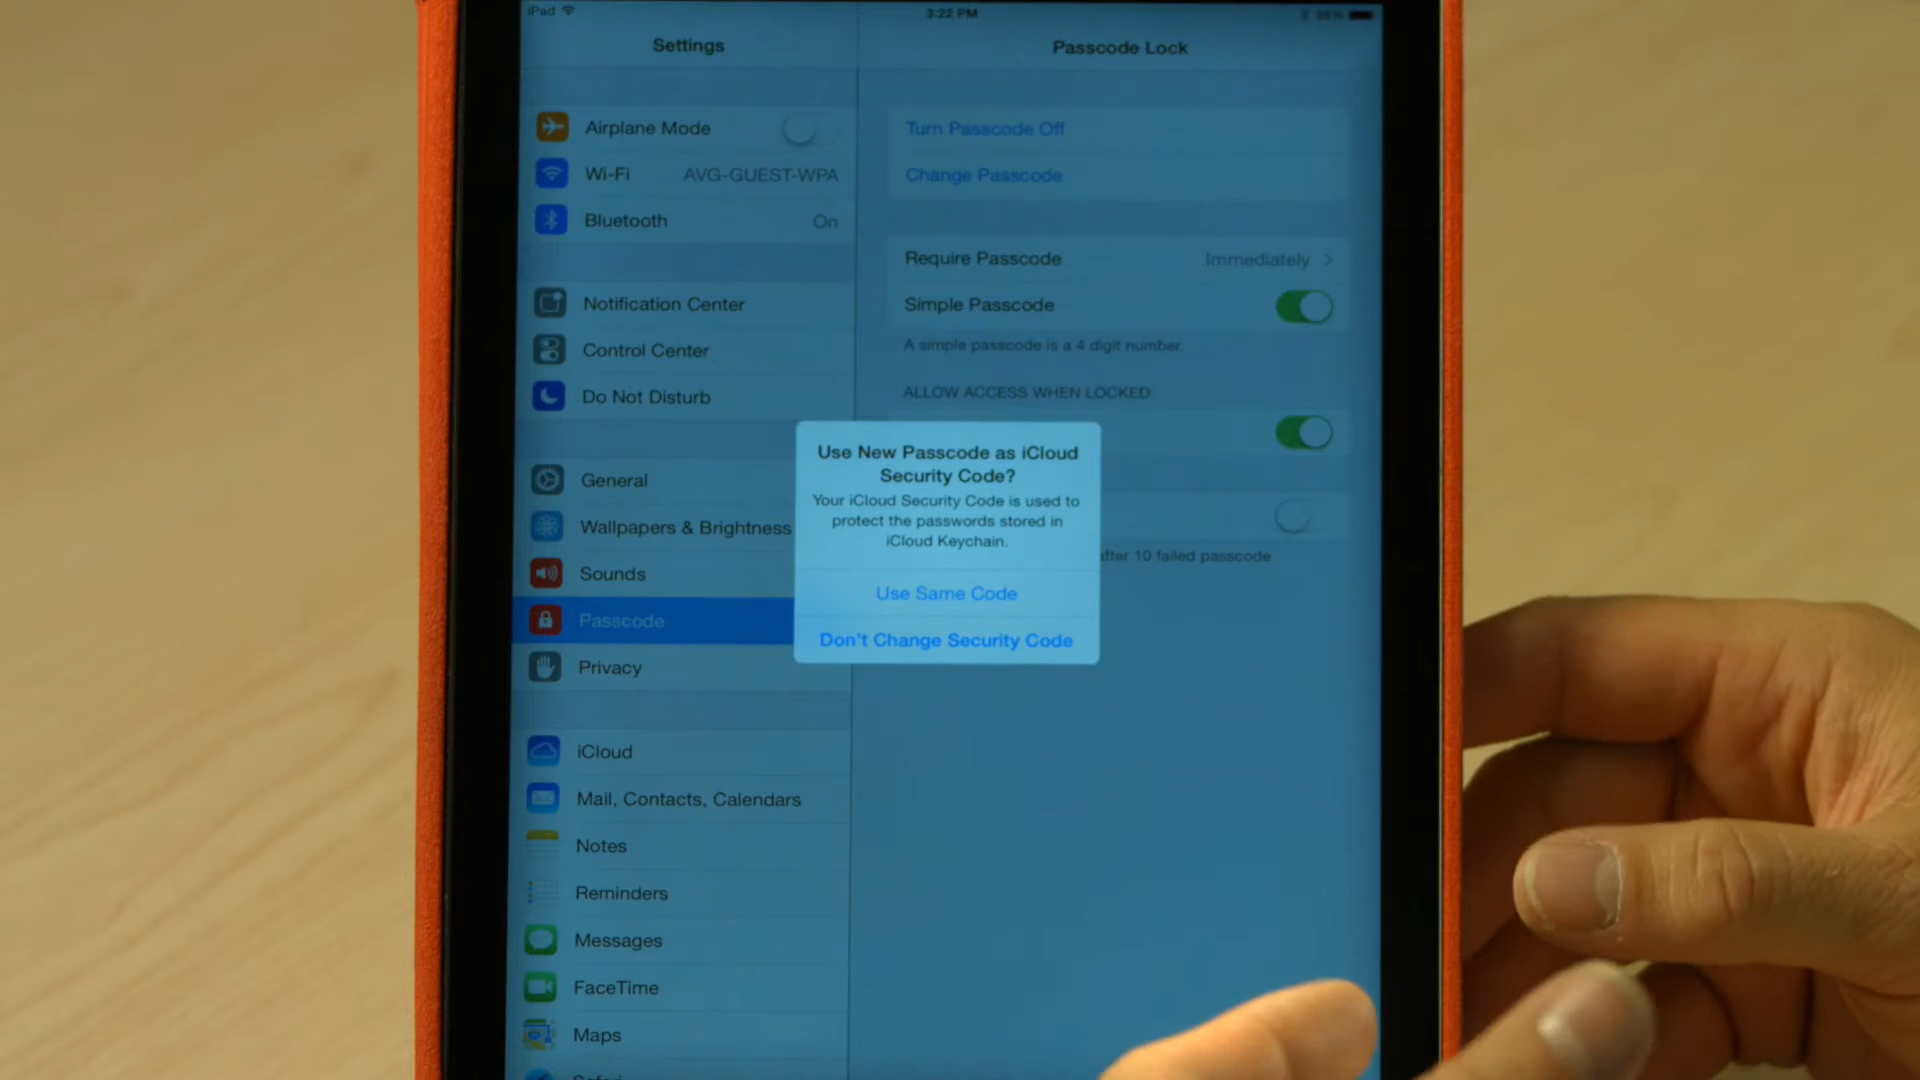 iPad
3:22 PM
Settings
Passcode Lock
Airplane Mode
Turn Passcode Off
Wi-Fi AVG-GUEST-WPA
Change Passcode
Bluetooth On
Require Passcode Immediately
Notification Center
Simple Passcode
A simple passcode is a 4 digit number.
Control Center
ALLOW ACCESS WHEN LOCKED:
Do Not Disturb
Use New Passcode as iCloud
Security Code?
Your iCloud Security Code is used to
protect the passwords stored in
iCloud Keychain.
Use Same Code
Don't Change Security Code
General
Wallpapers & Brightness
after 10 failed passcode
Sounds
Passcode
Privacy
iCloud
Mail, Contacts, Calendars
Notes
Reminders
Messages
FaceTime
Maps